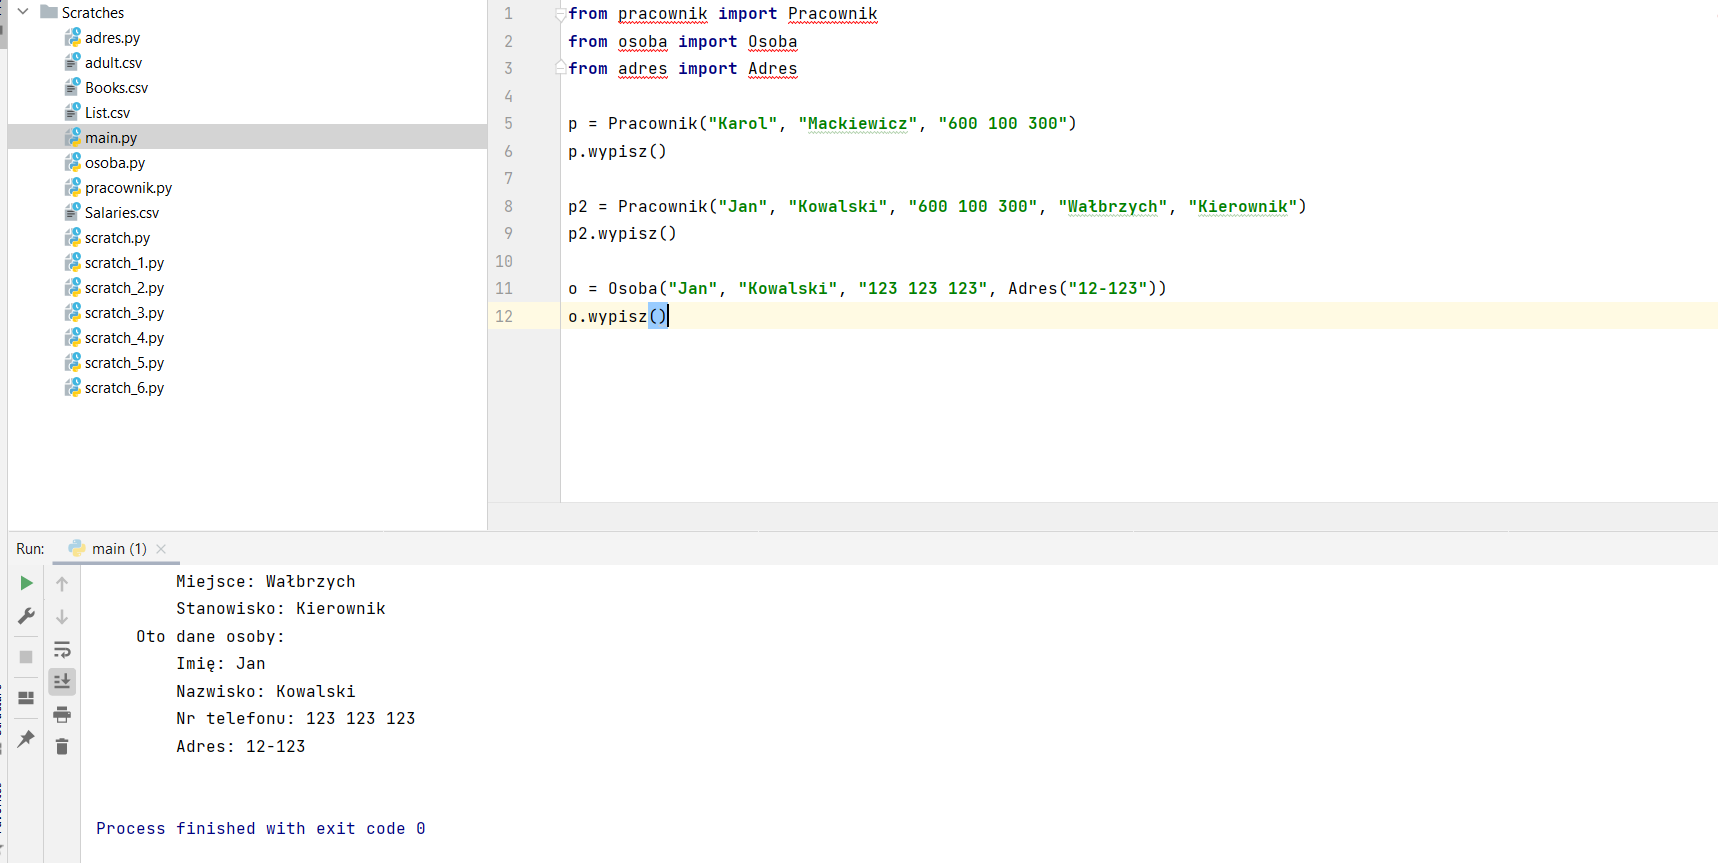 Scratches
adres.py
adult.csv
Books.csv
List.csv
main.py
osoba.py
pracownik.py
Salaries.csv
scratch.py
scratch_1.py
scratch_2.py
scratch_3.py
scratch_4.py
scratch_5.py
scratch_6.py
1 from pracownik import Pracownik
2 from osoba import Osoba
3 from adres import Adres
4
5 p = Pracownik("Karol", "Mackiewicz", "600 100 300")
6 p.wypisz()
7
8 p2 = Pracownik("Jan", "Kowalski", "600 100 300", "Wałbrzych", "Kierownik")
9 p2.wypisz()
10
11 o = Osoba("Jan", "Kowalski", "123 123 123", Adres("12-123"))
12 o.wypisz()
Run: main (1)
Miejsce: Wałbrzych
Stanowisko: Kierownik
Oto dane osoby:
Imię: Jan
Nazwisko: Kowalski
Nr telefonu: 123 123 123
Adres: 12-123
Process finished with exit code 0